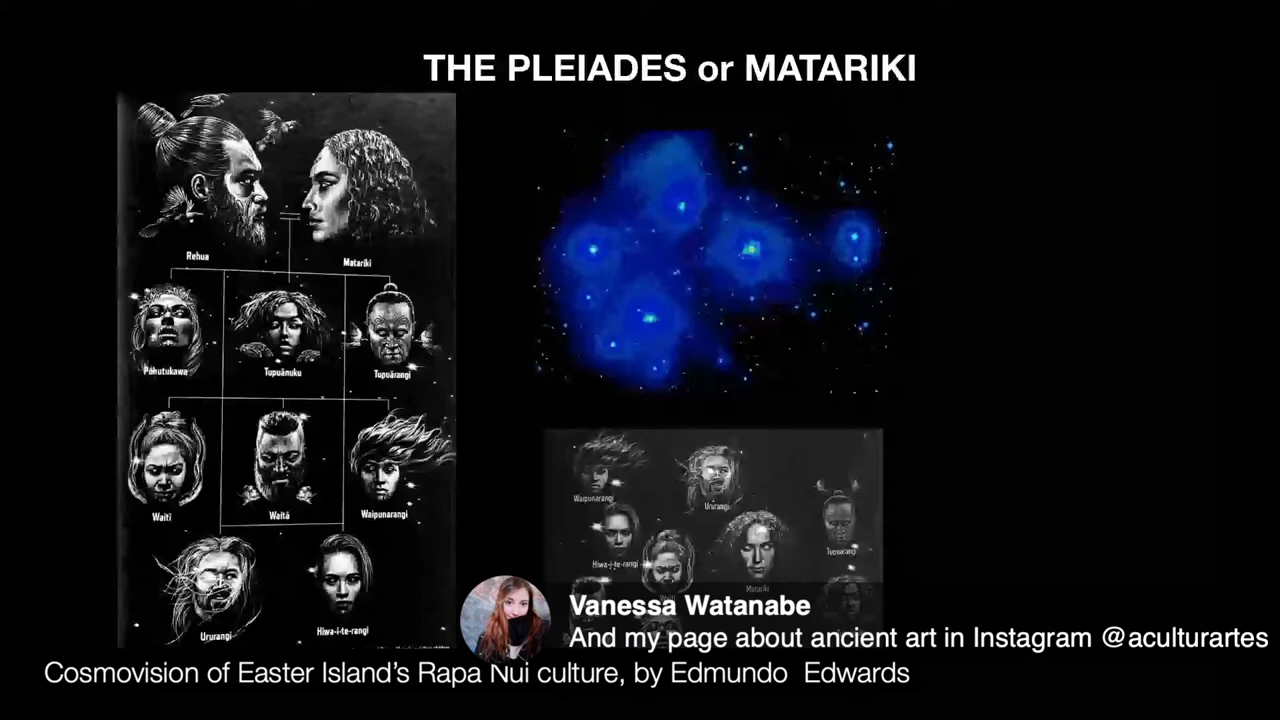 THE PLEIADES or MATARIKI
Rehua
Matariki
Pōhutukawa
Tupuānuku
Tupuārangi
Waitī
Waitā
Waipunarangi
Ururangi
Hiwa-i-te-rangi
Waipunarangi
Ururangi
Tupuarangi
Hiwa-i-te-rangi
Matariki
Vanessa Watanabe
And my page about ancient art in Instagram @aculturartes
Cosmovision of Easter Island’s Rapa Nui culture, by Edmundo Edwards